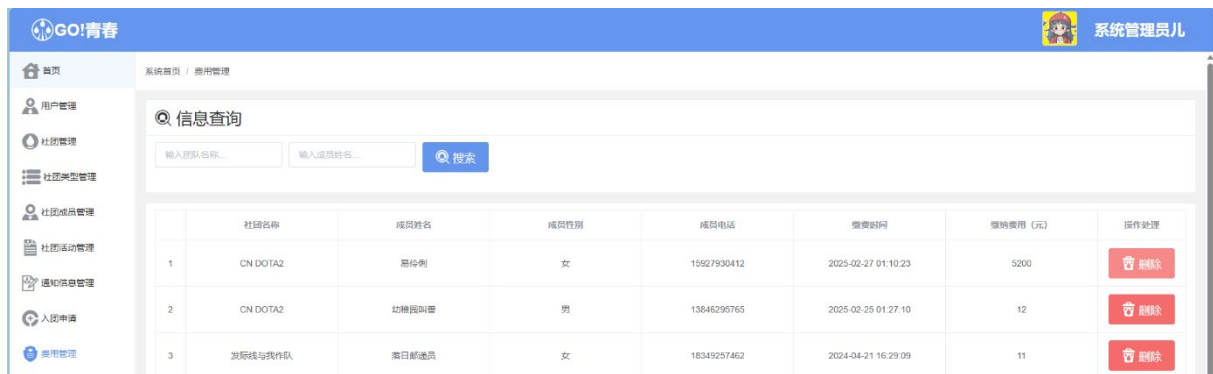 GO!青春
系统管理员儿
首页
系统首页 / 费用管理
用户管理
信息查询
社团管理
输入团队名称...
输入成员姓名...
搜索
社团类型管理
社团成员管理
社团名称 成员姓名 成员性别 成员电话 缴费时间 缴纳费用（元） 操作处理
社团活动管理
1 CN DOTA2 易伶俐 女 15927930412 2025-02-27 01:10:23 5200 删除
通知信息管理
2 CN DOTA2 幼稚园叫兽 男 13846295765 2025-02-25 01:27:10 12 删除
入团申请
费用管理
3 发际线与我作队 落日邮递员 女 18349257462 2024-04-21 16:29:09 11 删除